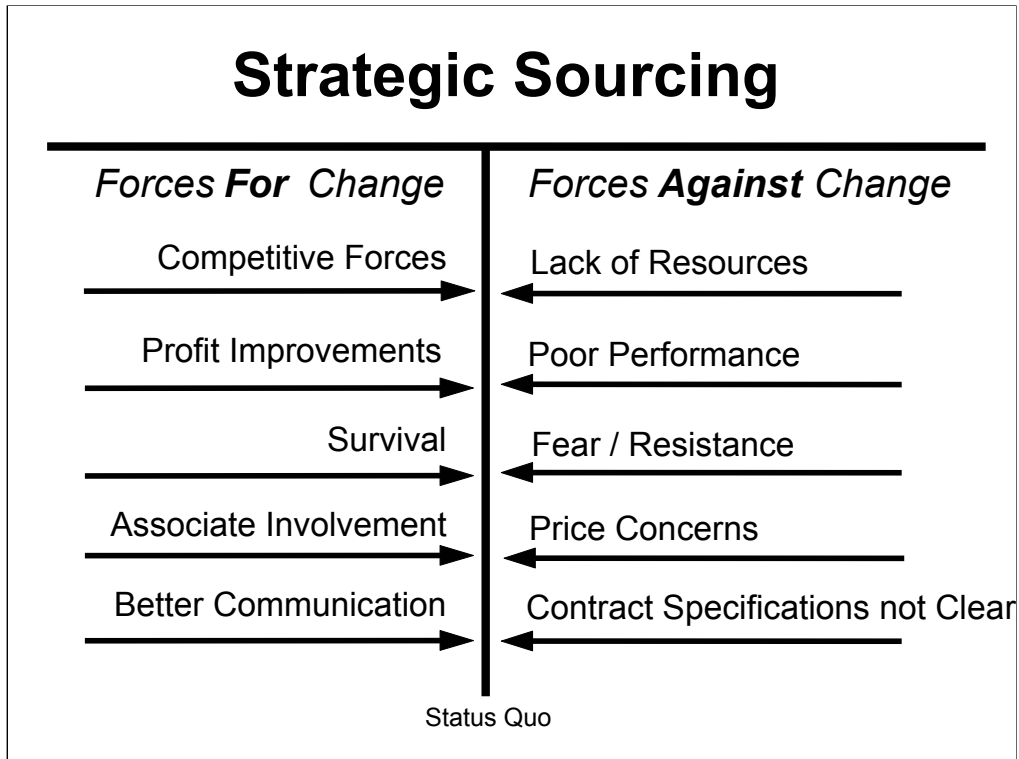 Strategic Sourcing
Forces For Change
Forces Against Change
Competitive Forces
Lack of Resources
Profit Improvements
Poor Performance
Survival
Fear / Resistance
Associate Involvement
Price Concerns
Better Communication
Contract Specifications not Clear
Status Quo